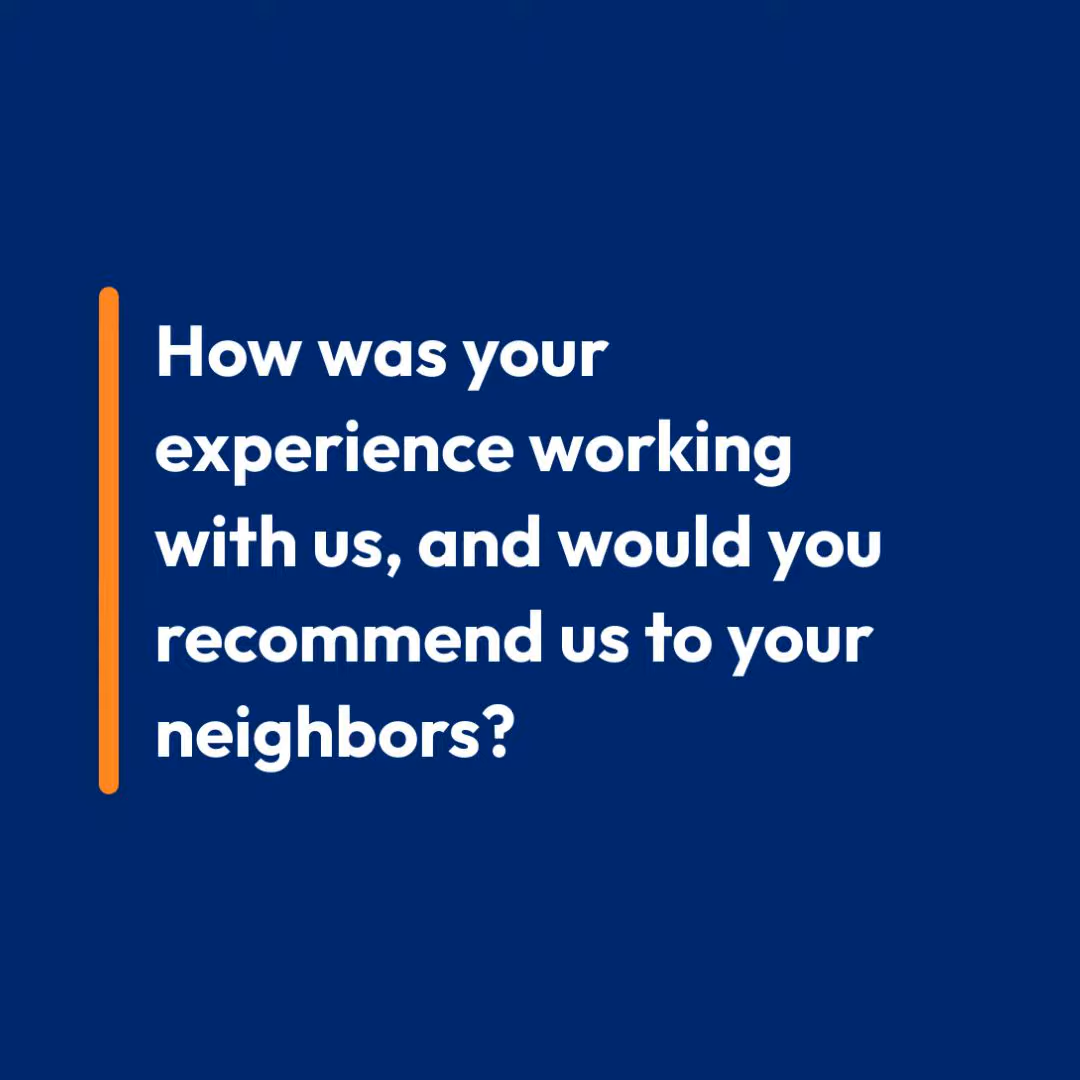 How was your
experience working
with us, and would you
recommend us to your
neighbors?